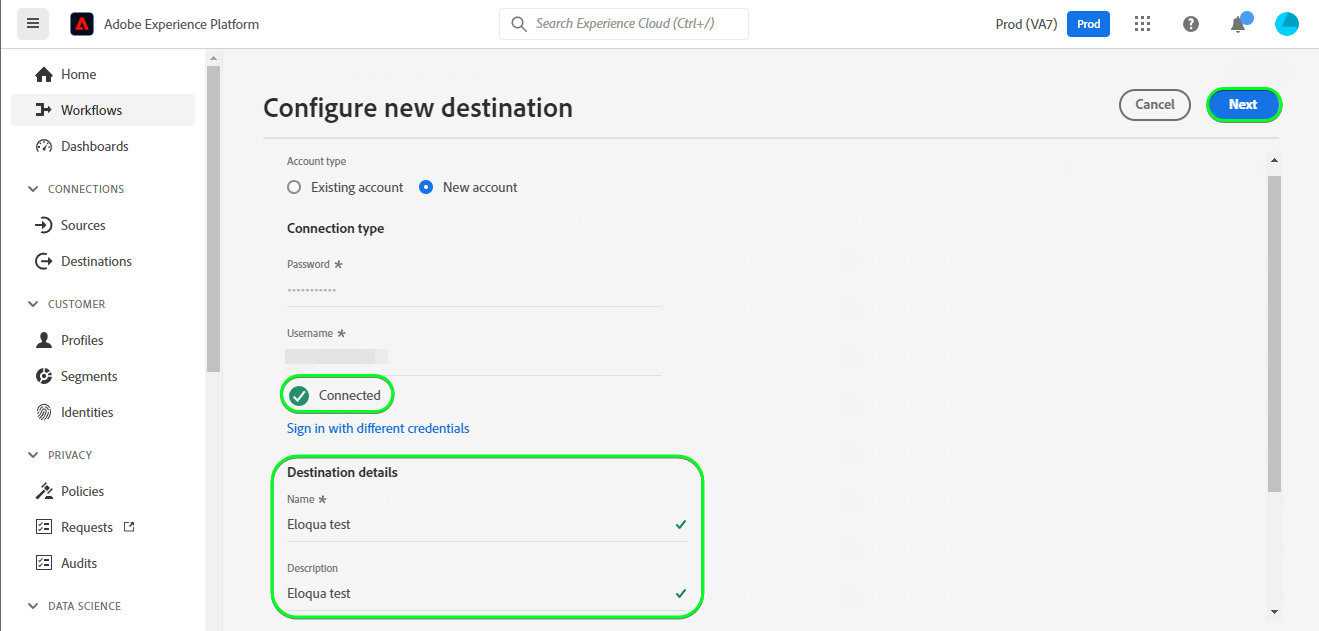 Adobe Experience Platform
Search Experience Cloud (Ctrl+/)
Prod (VA7)
Prod
Home
Workflows
Dashboards
CONNECTIONS
Sources
Destinations
CUSTOMER
Profiles
Segments
Identities
PRIVACY
Policies
Requests
Audits
DATA SCIENCE
Configure new destination
Cancel
Next
Account type
Existing account
New account
Connection type
Password *
***********
Username *
Connected
Sign in with different credentials
Destination details
Name *
Eloqua test
Description
Eloqua test